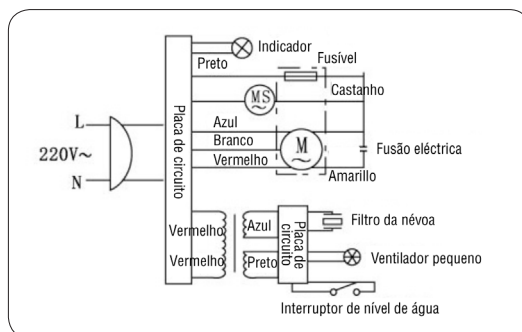 Indicador
Preto
Fusível
MS
Castanho
L
Azul
Branco
M
Fusão eléctrica
220V~
Vermelho
N
Amarillo
Placa de circuito
Vermelho
Azul
Placa de
circuito
Filtro da névoa
Vermelho
Preto
Ventilador pequeno
Interruptor de nível de água